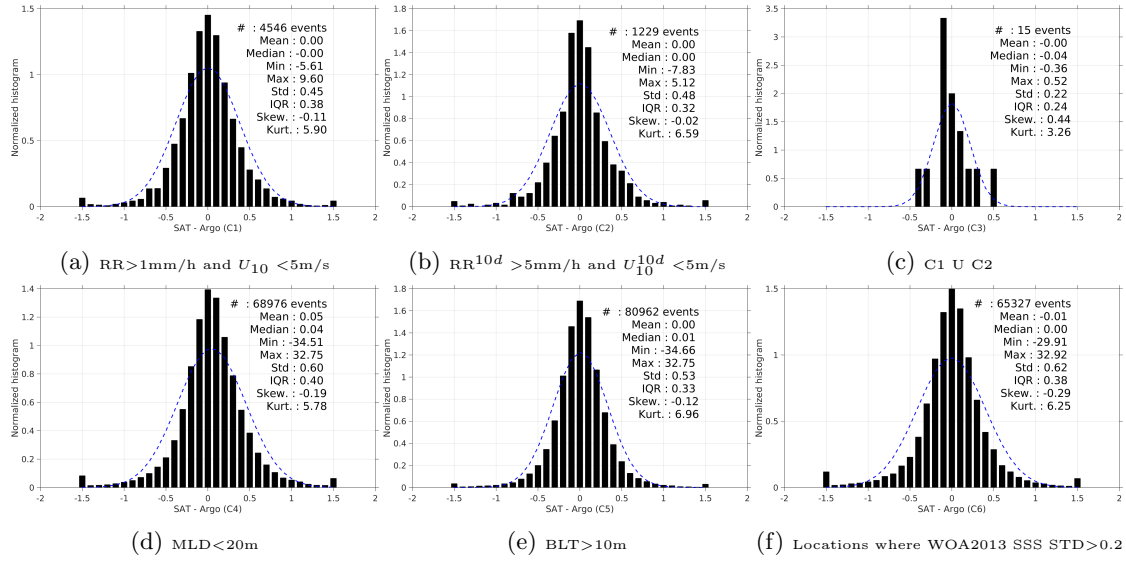 # : 4546 events
Mean : 0.00
Median : -0.00
Min : -5.61
Max : 9.60
Std : 0.45
IQR : 0.38
Skew. : -0.11
Kurt. : 5.90
Normalized histogram
1.5
1
0.5
0
-2 -1.5 -1 -0.5 0 0.5 1 1.5 2
SAT - Argo (C1)
(a) RR>1mm/h and U10 <5m/s
# : 1229 events
Mean : 0.00
Median : 0.00
Min : -7.83
Max : 5.12
Std : 0.48
IQR : 0.32
Skew. : -0.02
Kurt. : 6.59
Normalized histogram
1.8
1.6
1.4
1.2
1
0.8
0.6
0.4
0.2
0
-2 -1.5 -1 -0.5 0 0.5 1 1.5 2
SAT - Argo (C2)
(b) RR10d >5mm/h and U10 10d <5m/s
# : 15 events
Mean : -0.00
Median : -0.04
Min : -0.36
Max : 0.52
Std : 0.22
IQR : 0.24
Skew. : 0.44
Kurt. : 3.26
Normalized histogram
3.5
3
2.5
2
1.5
1
0.5
0
-2 -1.5 -1 -0.5 0 0.5 1 1.5 2
SAT - Argo (C3)
(c) C1 U C2
# : 68976 events
Mean : 0.05
Median : 0.04
Min : -34.51
Max : 32.75
Std : 0.60
IQR : 0.40
Skew. : -0.19
Kurt. : 5.78
Normalized histogram
1.4
1.2
1
0.8
0.6
0.4
0.2
0
-2 -1.5 -1 -0.5 0 0.5 1 1.5 2
SAT - Argo (C4)
(d) MLD<20m
# : 80962 events
Mean : 0.00
Median : 0.01
Min : -34.66
Max : 32.75
Std : 0.53
IQR : 0.33
Skew. : -0.12
Kurt. : 6.96
Normalized histogram
1.8
1.6
1.4
1.2
1
0.8
0.6
0.4
0.2
0
-2 -1.5 -1 -0.5 0 0.5 1 1.5 2
SAT - Argo (C5)
(e) BLT>10m
# : 65327 events
Mean : -0.01
Median : 0.00
Min : -29.91
Max : 32.92
Std : 0.62
IQR : 0.38
Skew. : -0.29
Kurt. : 6.25
Normalized histogram
1.5
1
0.5
0
-2 -1.5 -1 -0.5 0 0.5 1 1.5 2
SAT - Argo (C6)
(f) Locations where WOA2013 SSS STD>0.2